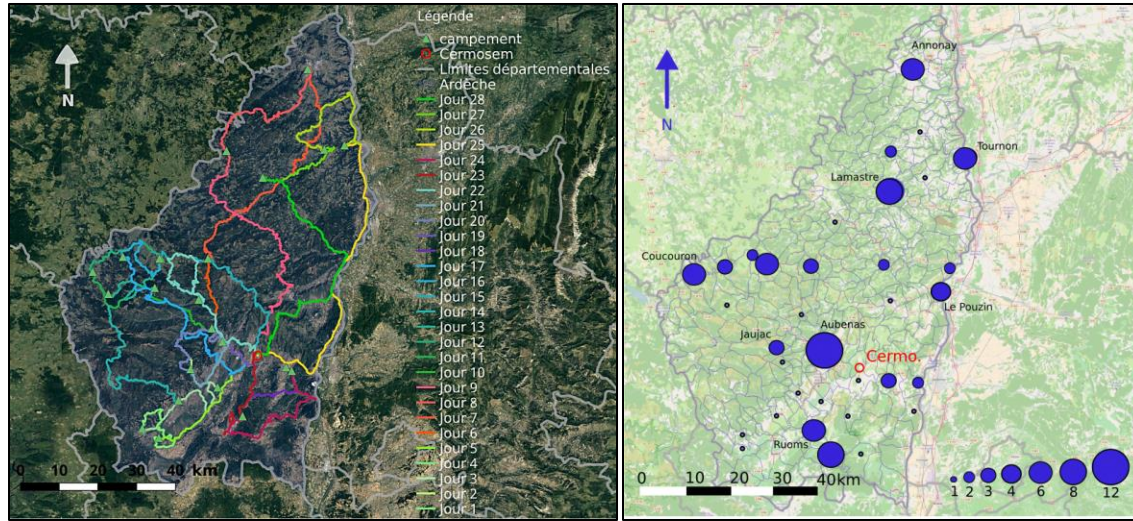 Légende
campement
Cermosem
Limites départementales
Ardèche
Jour 28
Jour 27
Jour 26
Jour 25
Jour 24
Jour 23
Jour 22
Jour 21
Jour 20
Jour 19
Jour 18
Jour 17
Jour 16
Jour 15
Jour 14
Jour 13
Jour 12
Jour 11
Jour 10
Jour 9
Jour 8
Jour 7
Jour 6
Jour 5
Jour 4
Jour 3
Jour 2
Jour 1
N
0 10 20 30 40 km
N
Annonay
Tournon
Lamastre
Coucouron
Le Pouzin
Aubenas
Jaujac
Cermo.
Ruoms
0 10 20 30 40km
1 2 3 4 6 8 12